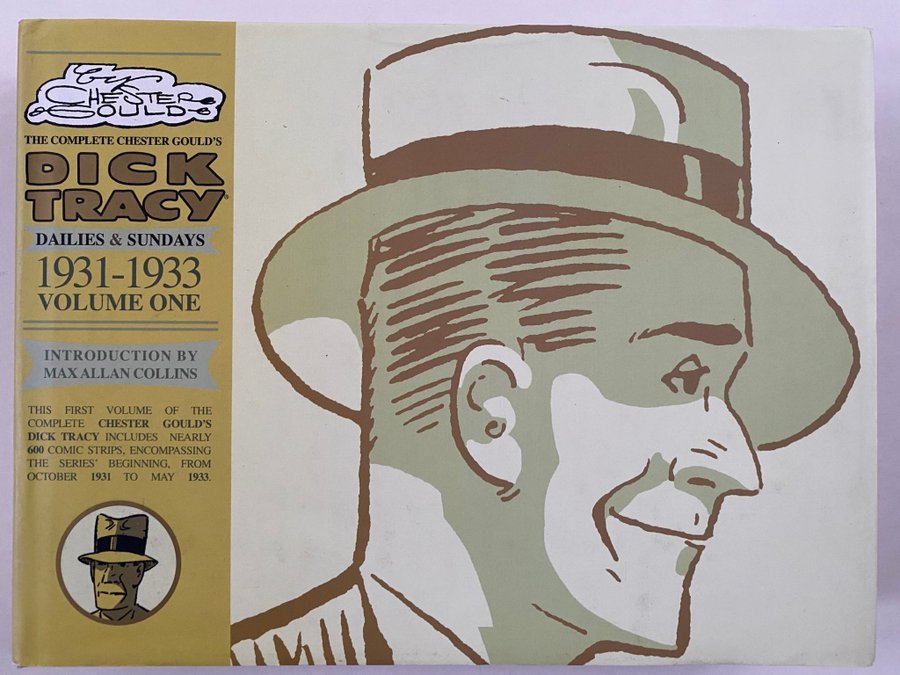 By
CHESTER
GOULD
THE COMPLETE CHESTER GOULD'S
DICK
TRACY®
DAILIES & SUNDAYS
1931-1933
VOLUME ONE
INTRODUCTION BY
MAX ALLAN COLLINS
THIS FIRST VOLUME OF THE
COMPLETE CHESTER GOULD'S
DICK TRACY INCLUDES NEARLY
600 COMIC STRIPS, ENCOMPASSING
THE SERIES' BEGINNING, FROM
OCTOBER 1931 TO MAY 1933.